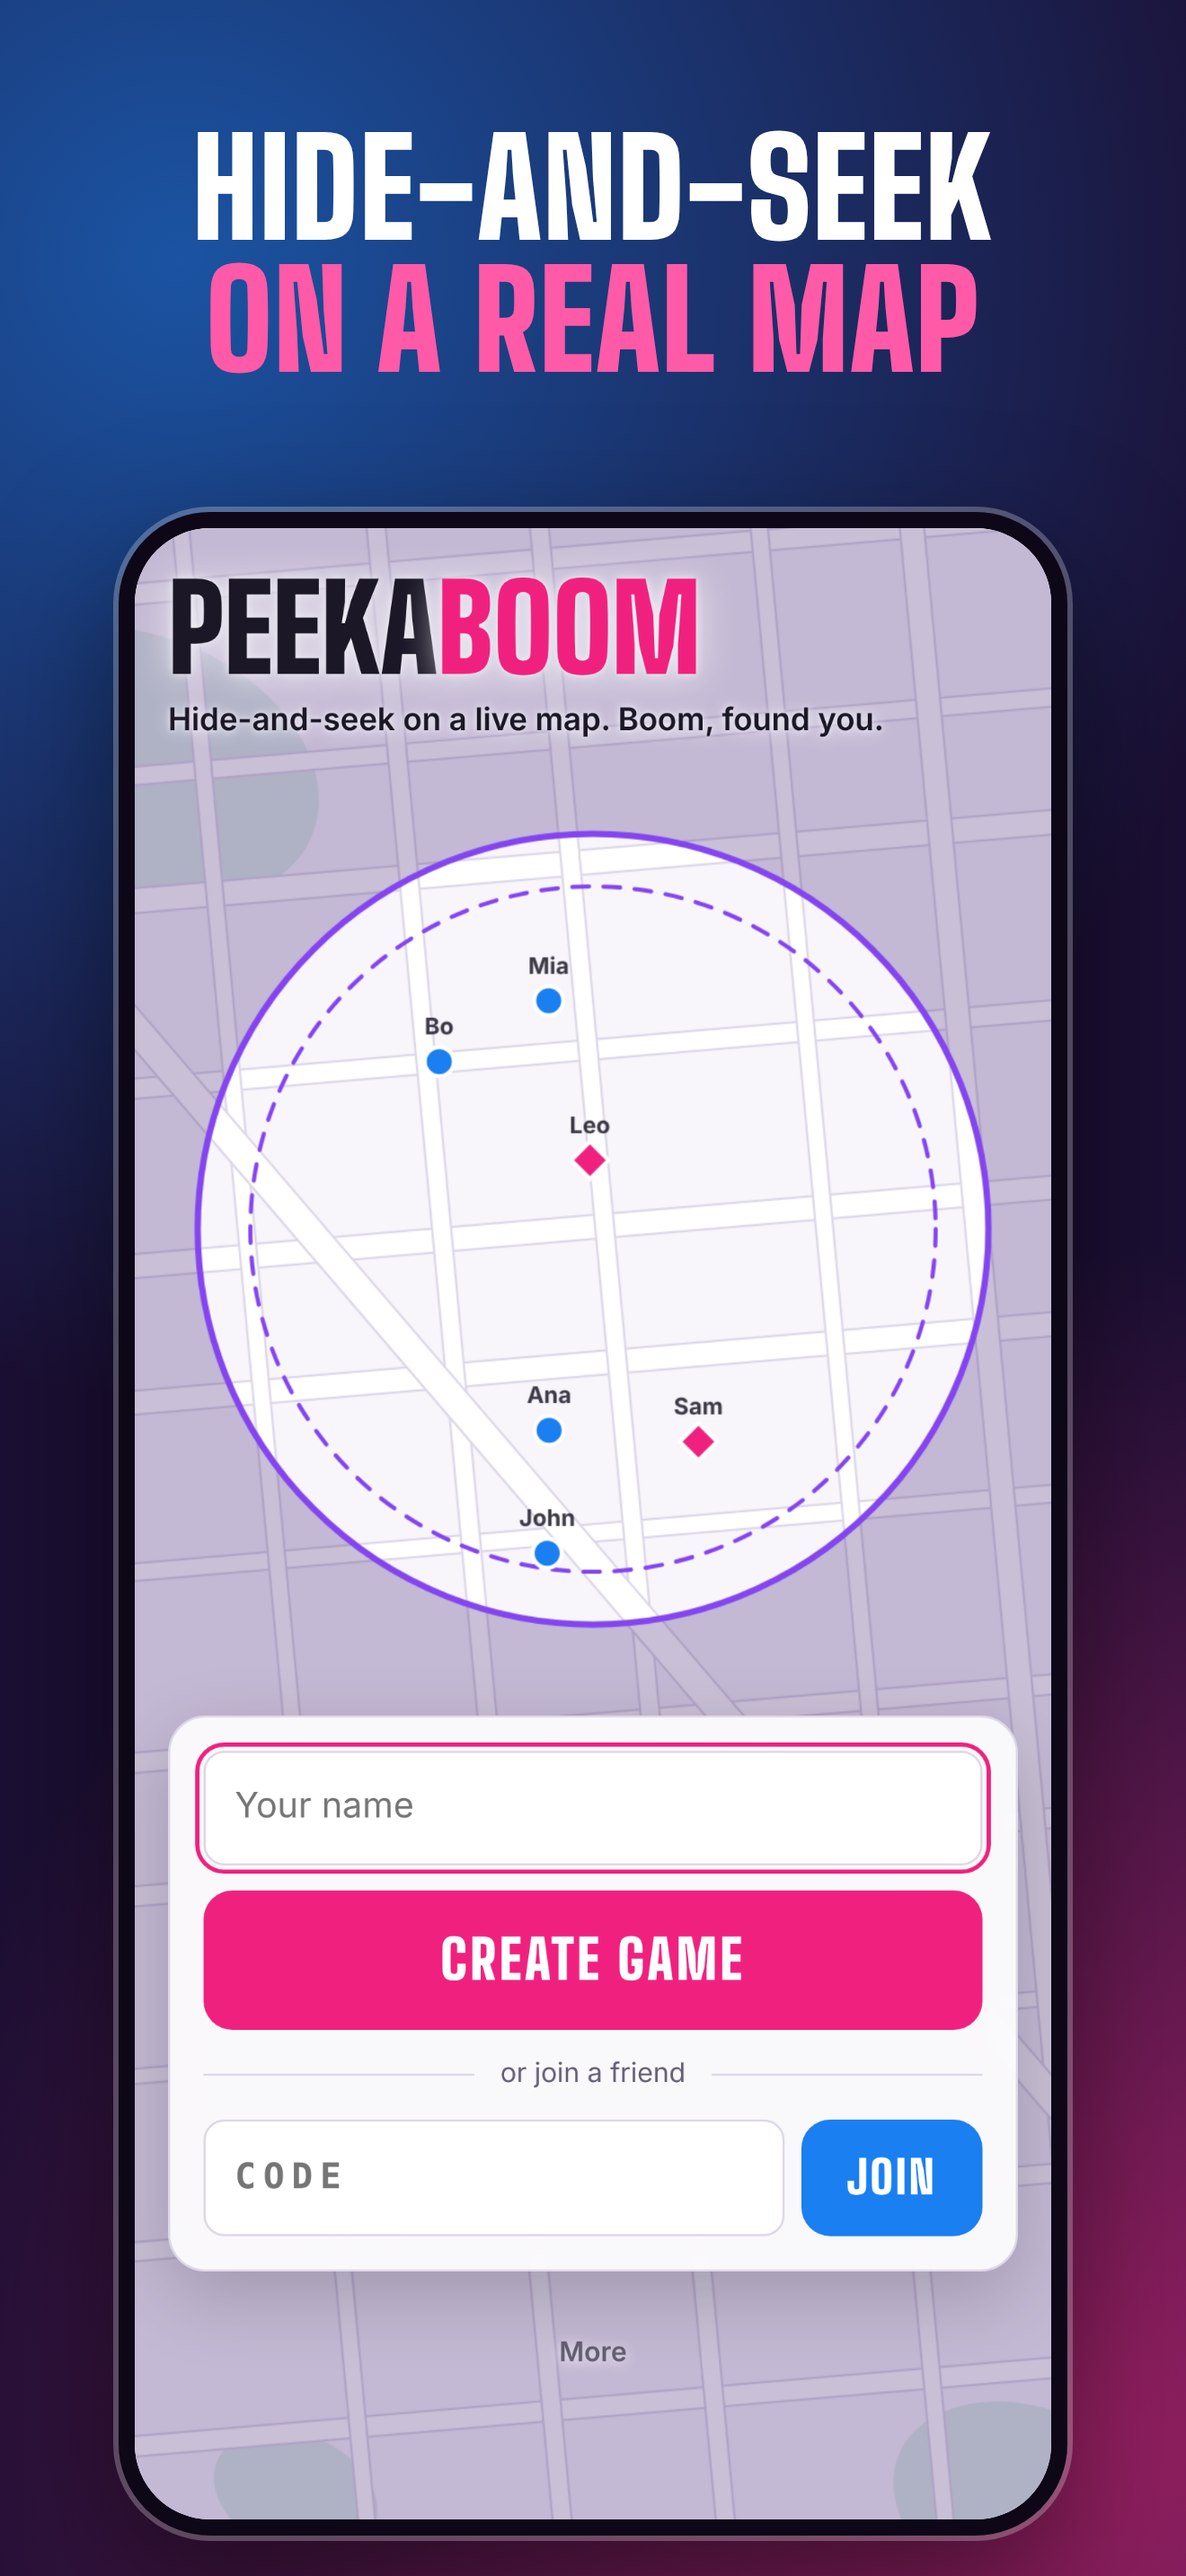 HIDE-AND-SEEK
ON A REAL MAP
PEEKABOOM
Hide-and-seek on a live map. Boom, found you.
Mia
Bo
Leo
Ana
Sam
John
Your name
CREATE GAME
or join a friend
CODE
JOIN
More